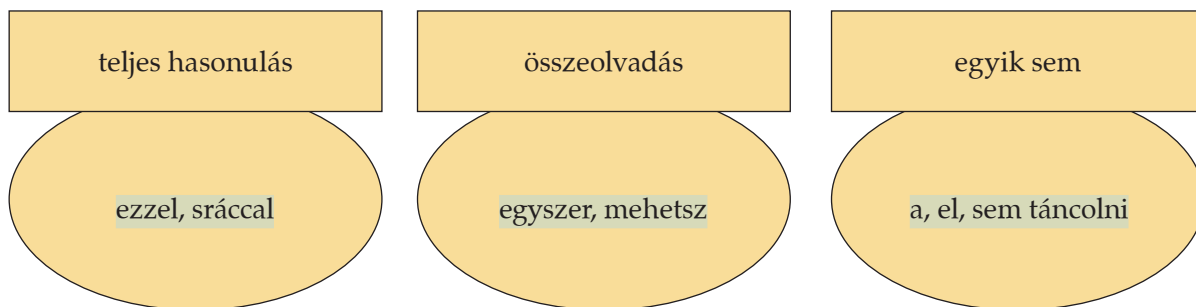 teljes hasonulás
összeolvadás
egyik sem
ezzel, sráccal
egyszer, mehetsz
a, el, sem táncolni